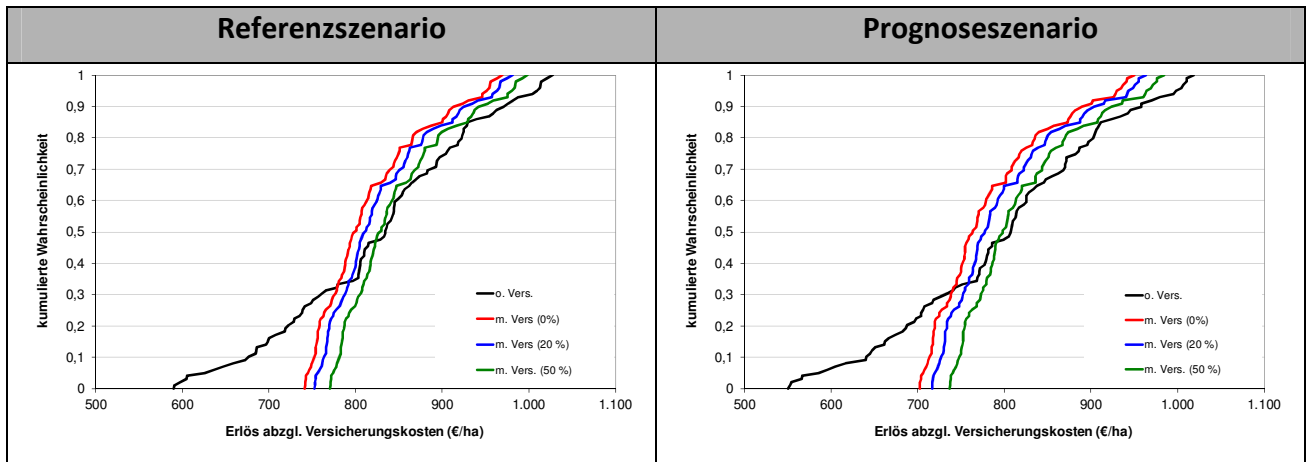 Referenzszenario
Prognoseszenario
kumulierte Wahrscheinlichkeit
1
0,9
0,8
0,7
0,6
0,5
0,4
0,3
0,2
0,1
0
o. Vers.
m. Vers (0%)
m. Vers (20 %)
m. Vers. (50 %)
500 600 700 800 900 1.000 1.100
Erlös abzgl. Versicherungskosten (€/ha)
kumulierte Wahrscheinlichkeit
1
0,9
0,8
0,7
0,6
0,5
0,4
0,3
0,2
0,1
0
o. Vers.
m. Vers (0%)
m. Vers (20 %)
m. Vers. (50 %)
500 600 700 800 900 1.000 1.100
Erlös abzgl. Versicherungskosten (€/ha)